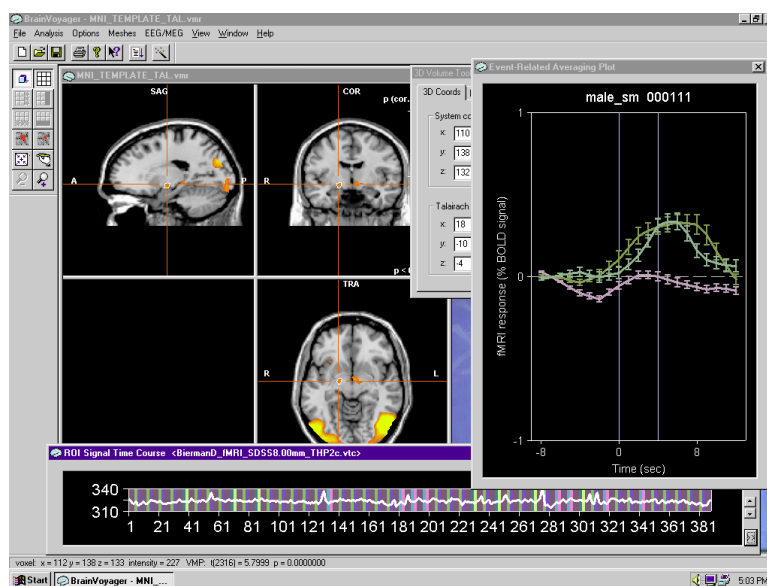 BrainVoyager - MNI_TEMPLATE_TAL.vmr
File Analysis Options Meshes EEG/MEG View Window Help
MNI_TEMPLATE_TAL.vmr
SAG
COR
p (cor.
A
P
R
p <
TRA
R
L
3D Volume Too
3D Coords
System co
x: 110
y: 138
z: 132
Talairach
x: 18
y: -10
z: -4
Event-Related Averaging Plot
male_sm 000111
fMRI response (% BOLD signal)
1
0
-1
-8 0 8
Time (sec)
ROI Signal Time Course <BiermanD_fMRI_SDSS8.00mm_THP2c.vtc>
340
310
1 21 41 61 81 101 121 141 161 181 201 221 241 261 281 301 321 341 361 381
voxel: x = 112 y = 138 z = 133 intensity = 227 VMP: t(2316) = 5.7999 p = 0.0000000
Start BrainVoyager - MNI_... 5:03 PM